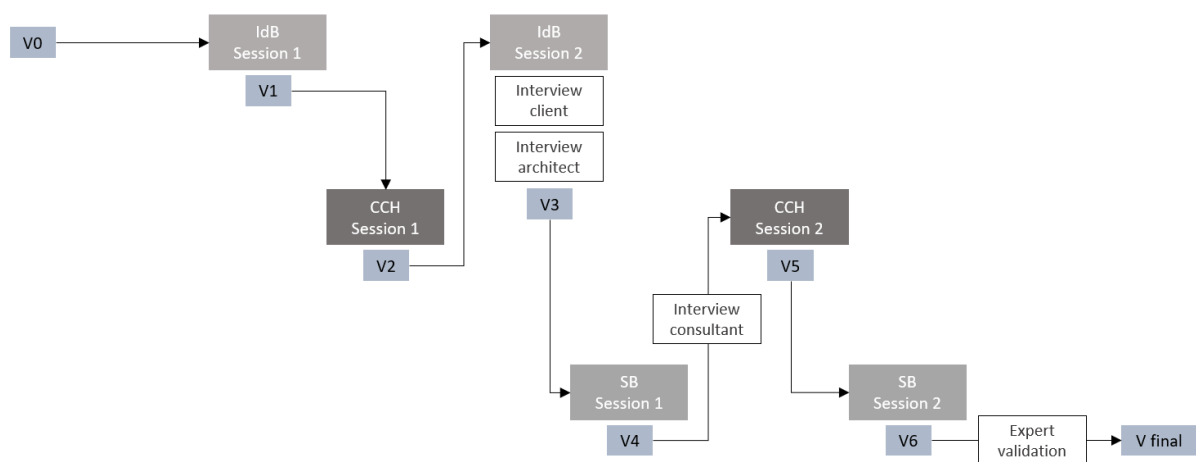 V0
IdB
Session 1
V1
CCH
Session 1
V2
IdB
Session 2
Interview
client
Interview
architect
V3
SB
Session 1
V4
Interview
consultant
CCH
Session 2
V5
SB
Session 2
V6
Expert
validation
V final